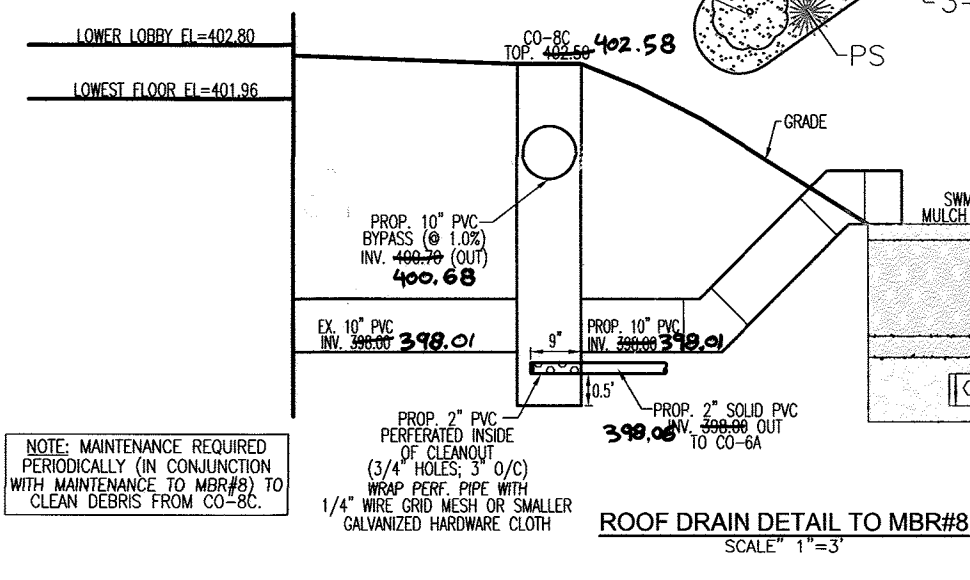 LOWER LOBBY EL=402.80
LOWEST FLOOR EL=401.96
CO-8C
TOP. 402.58 402.58
-3-
PS
GRADE
SWM
MULCH
PROP. 10" PVC
BYPASS (@ 1.0%)
INV. 400.70 (OUT)
400.68
EX. 10" PVC
INV. 398.00 398.01
9"
PROP. 10" PVC
INV. 398.00 398.01
0.5'
PROP. 2" SOLID PVC
398.08 INV. 398.00 OUT
TO CO-6A
PROP. 2" PVC
PERFERATED INSIDE
OF CLEANOUT
(3/4" HOLES; 3" O/C)
WRAP PERF. PIPE WITH
1/4" WIRE GRID MESH OR SMALLER
GALVANIZED HARDWARE CLOTH
NOTE: MAINTENANCE REQUIRED
PERIODICALLY (IN CONJUNCTION
WITH MAINTENANCE TO MBR#8) TO
CLEAN DEBRIS FROM CO-8C.
ROOF DRAIN DETAIL TO MBR#8
SCALE" 1"=3'